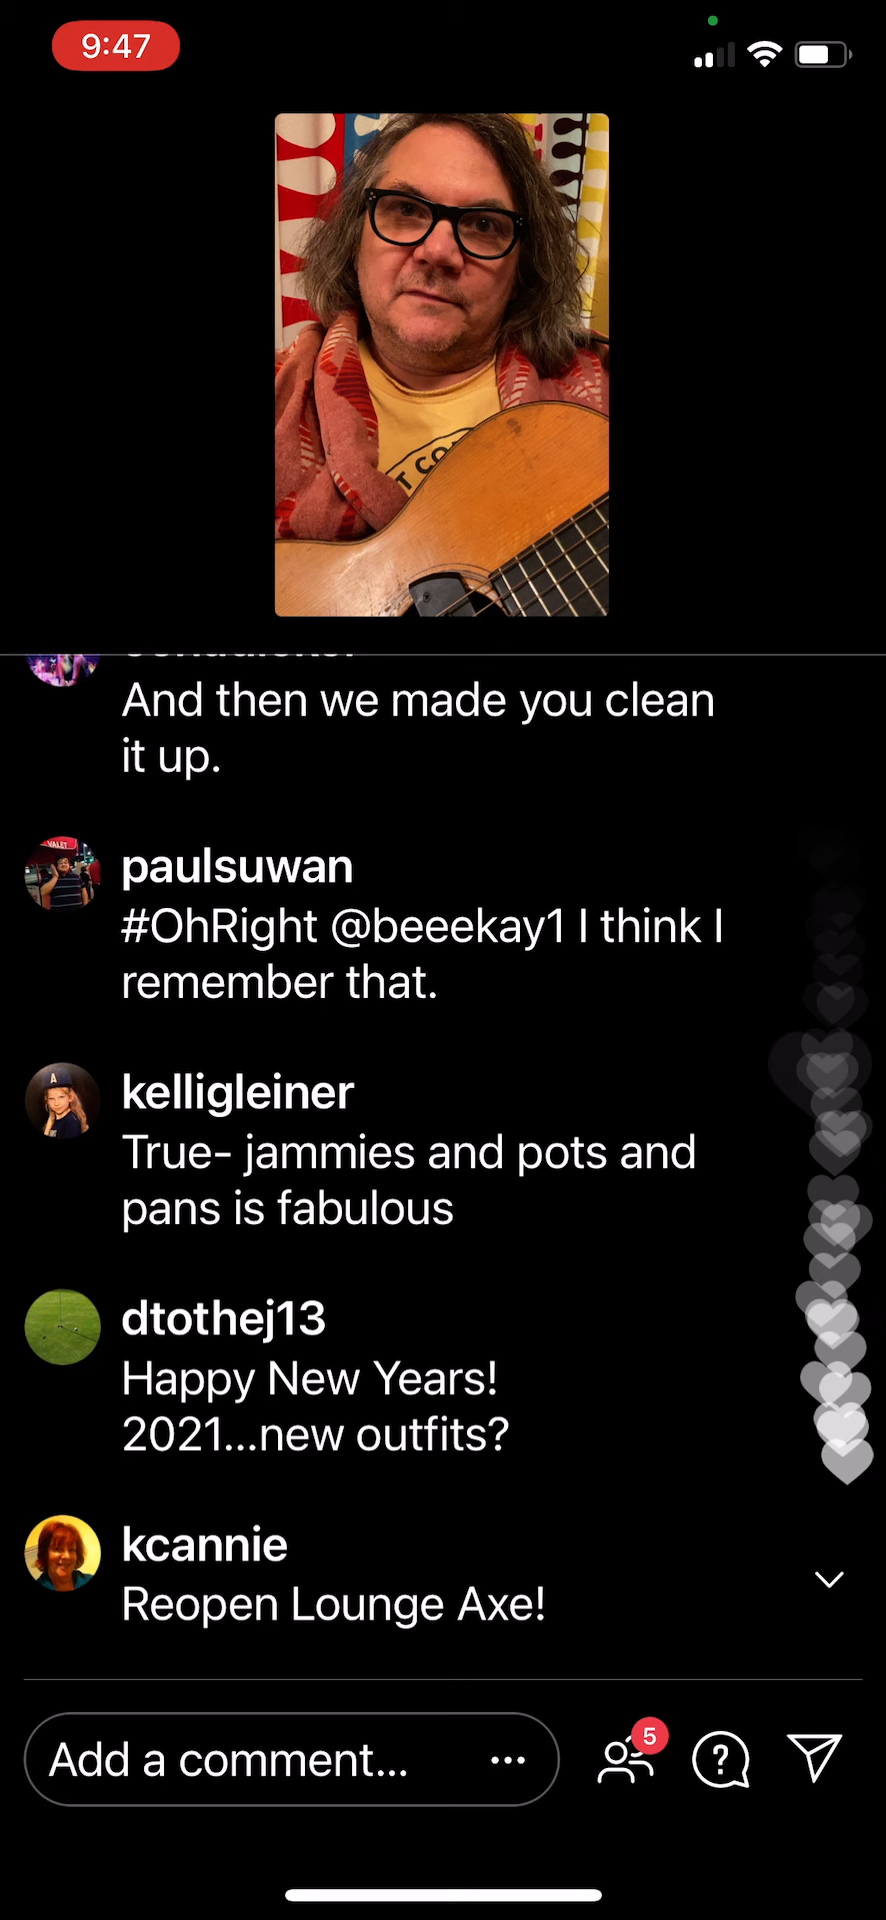 9:47
T CO
And then we made you clean
it up.
VALET
paulsuwan
#OhRight @beeekay1 I think I
remember that.
A
kelligleiner
True- jammies and pots and
pans is fabulous
dtothej13
Happy New Years!
2021...new outfits?
kcannie
Reopen Lounge Axe!
Add a comment... ...
5
?